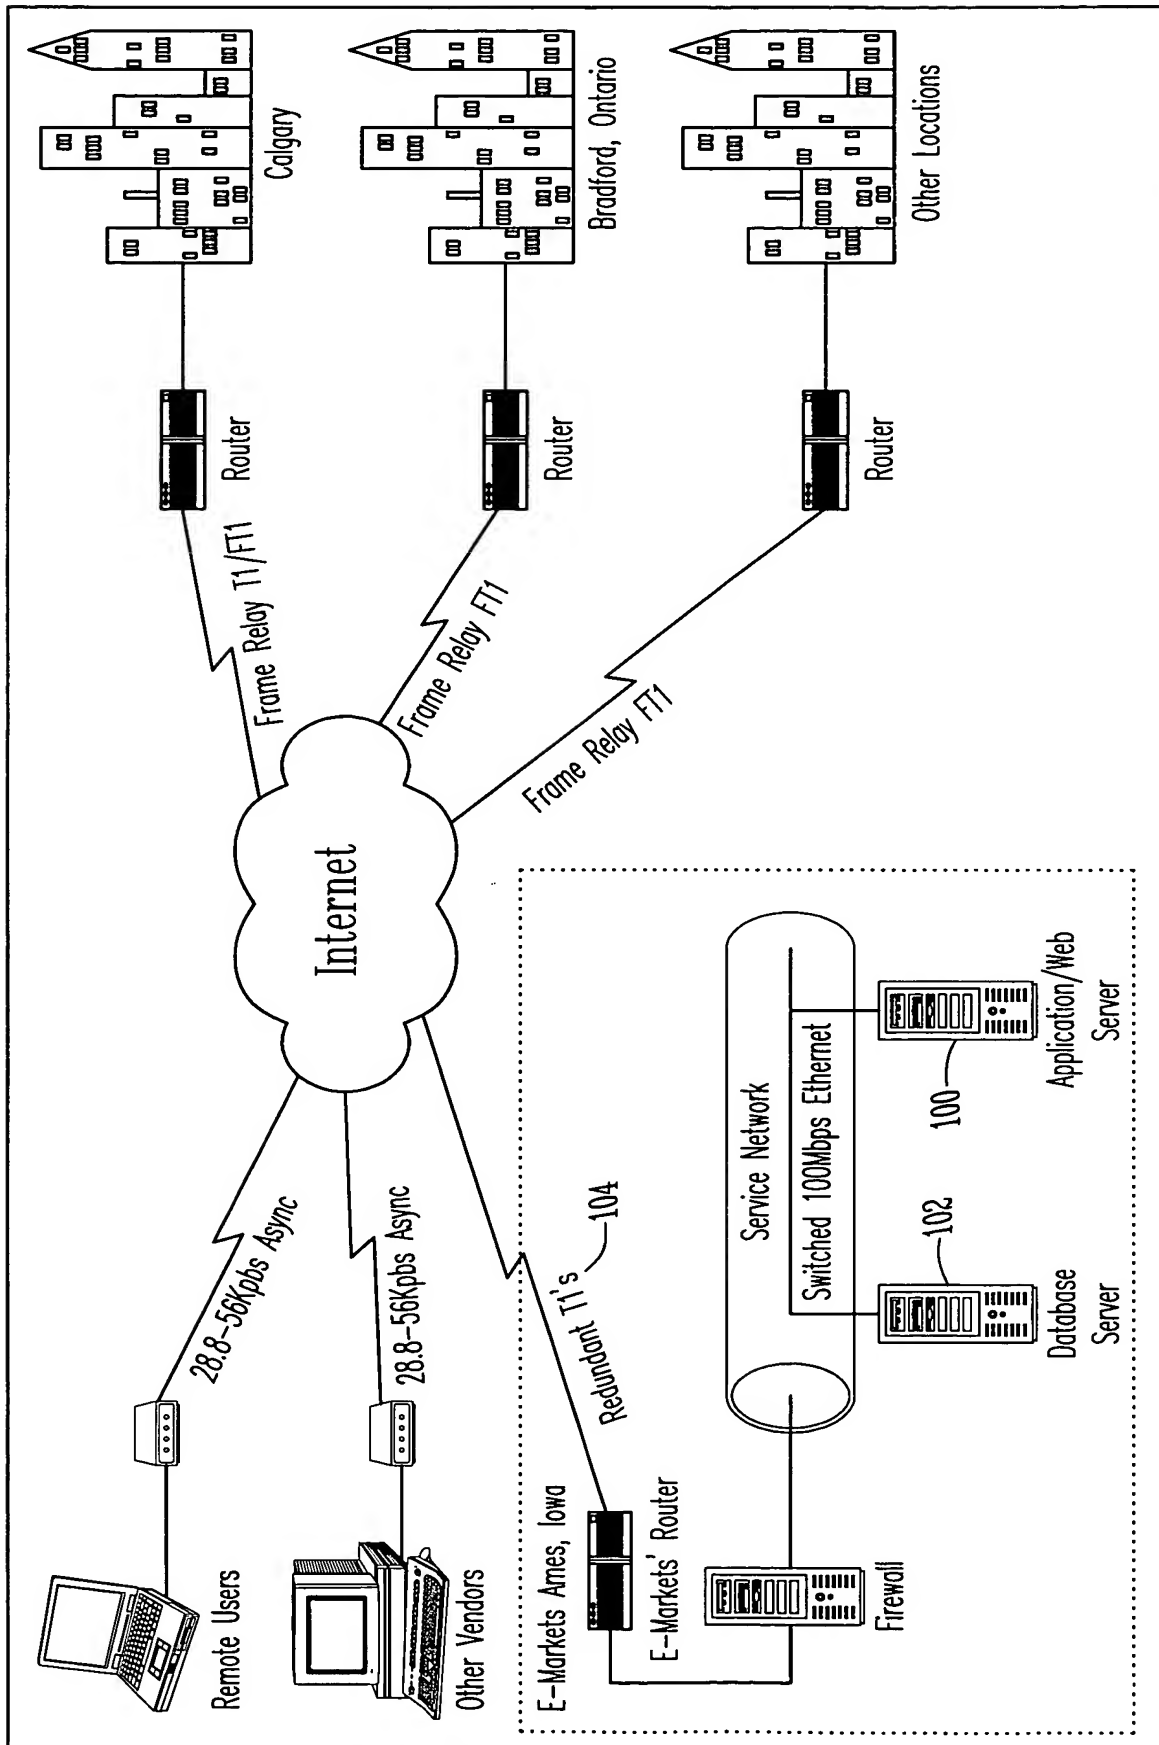 Remote Users
28.8-56Kpbs Async
Other Vendors
28.8-56Kpbs Async
Internet
Frame Relay T1/FT1
Router
Calgary
Frame Relay FT1
Router
Bradford, Ontario
Frame Relay FT1
Router
Other Locations
E-Markets Ames, Iowa
E-Markets' Router
Redundant T1's
104
Firewall
Service Network
Switched 100Mbps Ethernet
102
Database
Server
100
Application/Web
Server